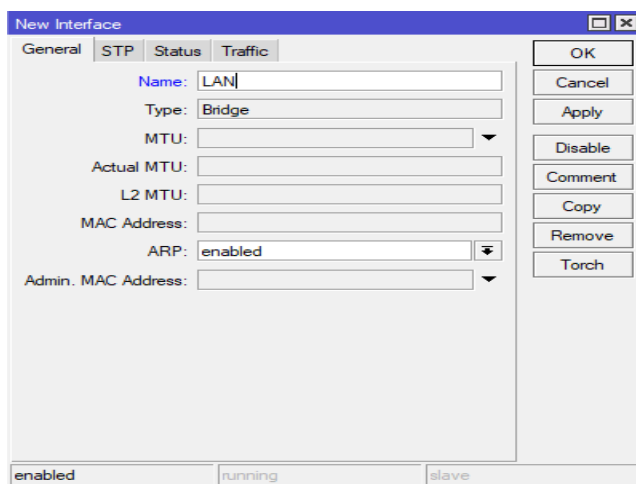 New Interface
General STP Status Traffic
Name: LAN
Type: Bridge
MTU:
Actual MTU:
L2 MTU:
MAC Address:
ARP: enabled
Admin. MAC Address:
OK
Cancel
Apply
Disable
Comment
Copy
Remove
Torch
enabled running slave